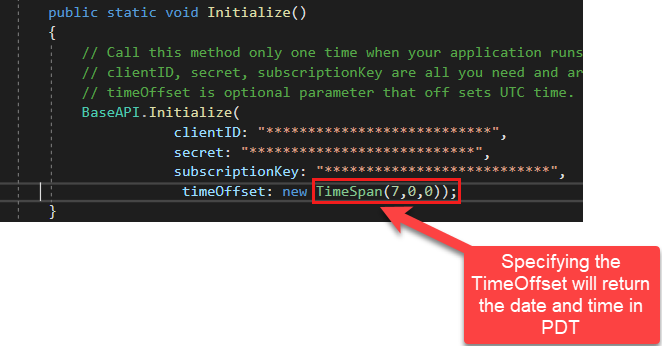 public static void Initialize()
{
// Call this method only one time when your application runs
// clientID, secret, subscriptionKey are all you need and ar
// timeOffset is optional parameter that off sets UTC time.
BaseAPI.Initialize(
clientID: "***************************",
secret: "***************************",
subscriptionKey: "***************************",
timeOffset: new TimeSpan(7,0,0));
}
Specifying the
TimeOffset will return
the date and time in
PDT